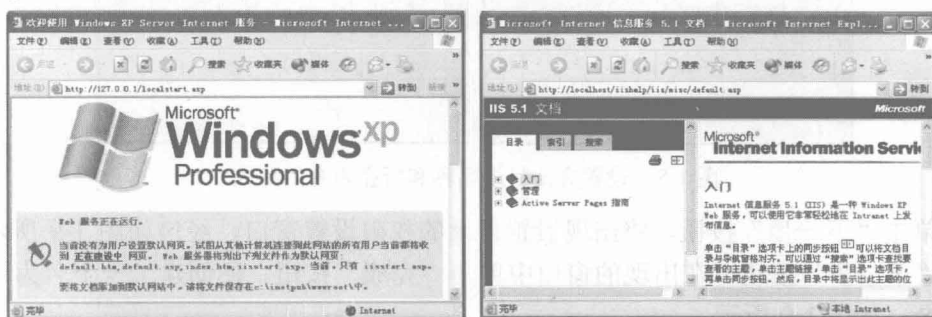 欢迎使用 Windows XP Server Internet 服务 - Microsoft Internet ...
文件(F) 编辑(E) 查看(V) 收藏(A) 工具(T) 帮助(H)
后退 搜索 收藏夹 媒体
地址(D) http://127.0.0.1/localstart.asp 转到 链接
Microsoft
Windows xp
Professional
Web 服务正在运行。
当前没有为用户设置默认网页。试图从其他计算机连接到此网站的所有用户当前都将收
到 正在建设中 网页。 Web 服务器将列出下列文件作为默认网页:
default.htm,default.asp,index.htm,iisstart.asp. 当前,只有 iisstart.asp.
要将文档添加到默认网站中,请将文件保存在c:\inetpub\wwwroot\中。
完毕 Internet
Microsoft Internet 信息服务 5.1 文档 - Microsoft Internet Expl...
文件(F) 编辑(E) 查看(V) 收藏(A) 工具(T) 帮助(H)
后退 搜索 收藏夹 媒体
地址(D) http://localhost/iishelp/iis/misc/default.asp 转到
IIS 5.1 文档 Microsoft
目录 索引 搜索
入门
管理
Active Server Pages 指南
Microsoft
Internet Information Servi
入门
Internet 信息服务 5.1 (IIS) 是一种 Windows XP
Web 服务,可以使用它非常轻松地在 Intranet 上发
布信息。
单击“目录”选项卡上的同步按钮 可以将文档目
录与导航窗格对齐。可以通过“搜索”选项卡查找要
查看的主题,单击主题链接,单击“目录”选项卡,
再单击同步按钮。然后,目录中将显示出此主题的位
完毕 本地 Intranet